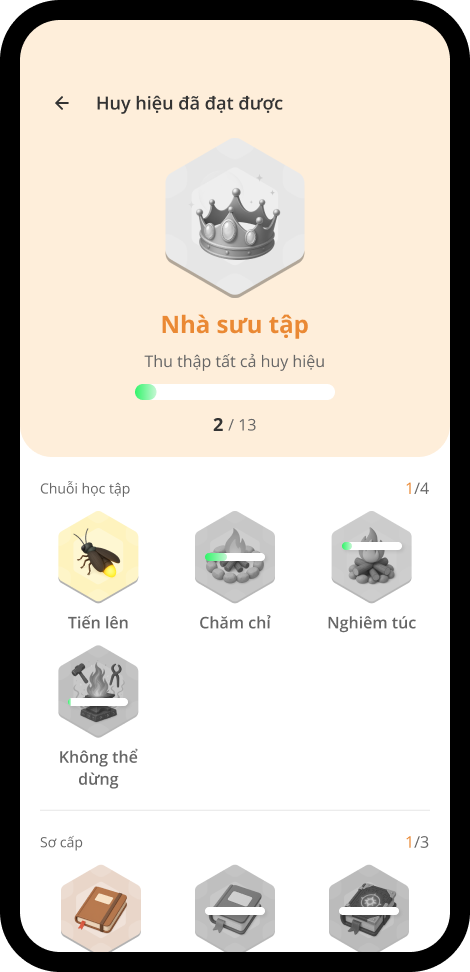 Huy hiệu đã đạt được
Nhà sưu tập
Thu thập tất cả huy hiệu
2 / 13
Chuỗi học tập 1/4
Tiến lên Chăm chỉ Nghiêm túc
Không thể
dừng
Sơ cấp 1/3